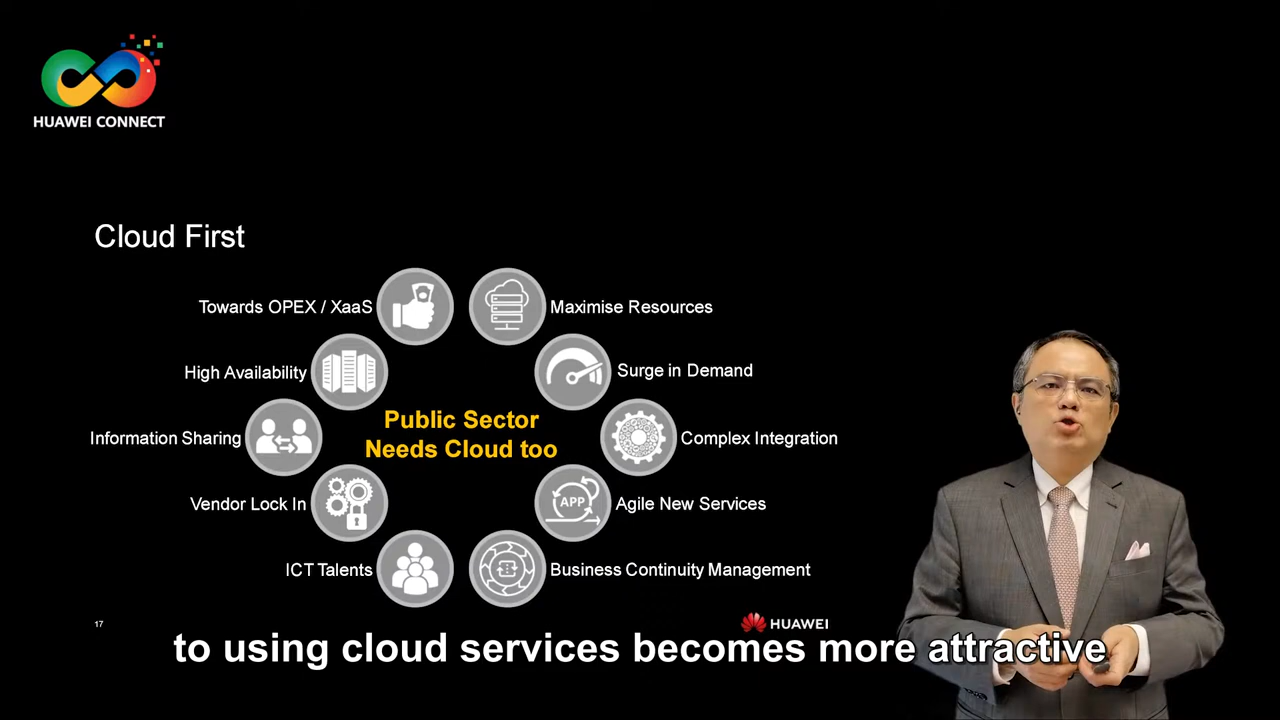 HUAWEI CONNECT
Cloud First
Towards OPEX / XaaS
Maximise Resources
High Availability
Surge in Demand
Public Sector
Needs Cloud too
Information Sharing
Complex Integration
Vendor Lock In
APP
Agile New Services
ICT Talents
Business Continuity Management
17
HUAWEI
to using cloud services becomes more attractive